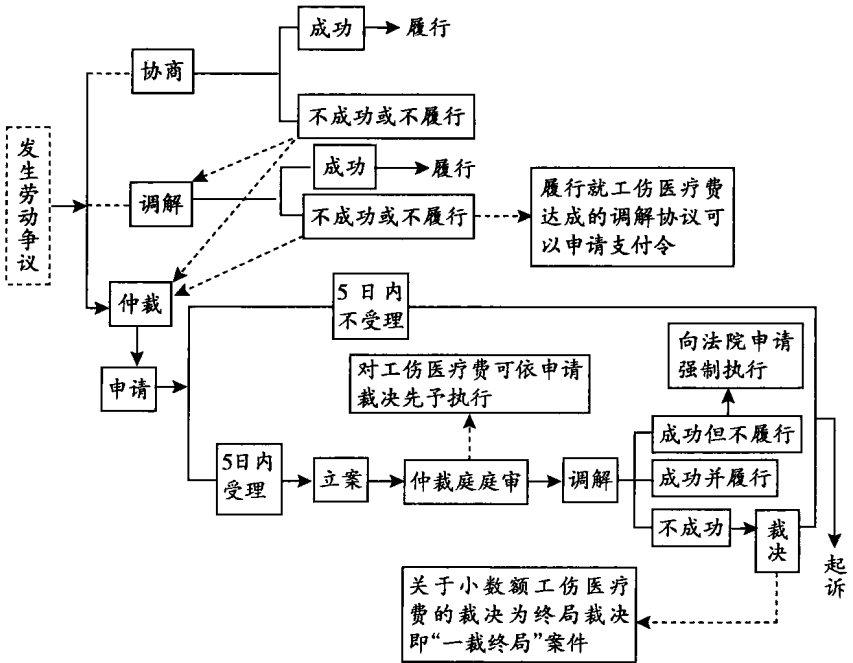 成功
履行
协商
不成功或不履行
发生劳动争议
成功
履行
调解
不成功或不履行
履行就工伤医疗费
达成的调解协议可
以申请支付令
仲裁
5日内
不受理
向法院申请
强制执行
申请
对工伤医疗费可依申请
裁决先予执行
成功但不履行
5日内
受理
立案
仲裁庭庭审
调解
成功并履行
不成功
裁决
起诉
关于小数额工伤医疗
费的裁决为终局裁决
即“一裁终局”案件